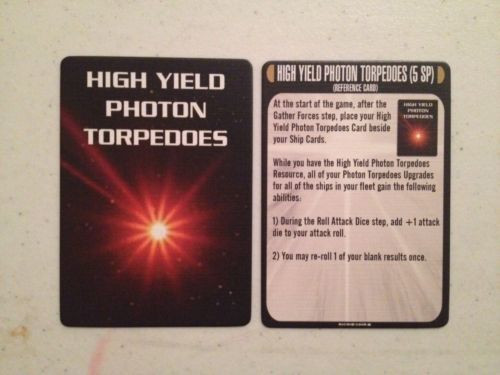 HIGH YIELD
PHOTON
TORPEDOES
HIGH YIELD PHOTON TORPEDOES (5 SP)
(REFERENCE CARD)
At the start of the game, after the
Gather Forces step, place your High
Yield Photon Torpedoes Card beside
your Ship Cards.
HIGH YIELD
PHOTON
TORPEDOES
While you have the High Yield Photon Torpedoes
Resource, all of your Photon Torpedoes Upgrades
for all of the ships in your fleet gain the following
abilities:
1) During the Roll Attack Dice step, add +1 attack
die to your attack roll.
2) You may re-roll 1 of your blank results once.